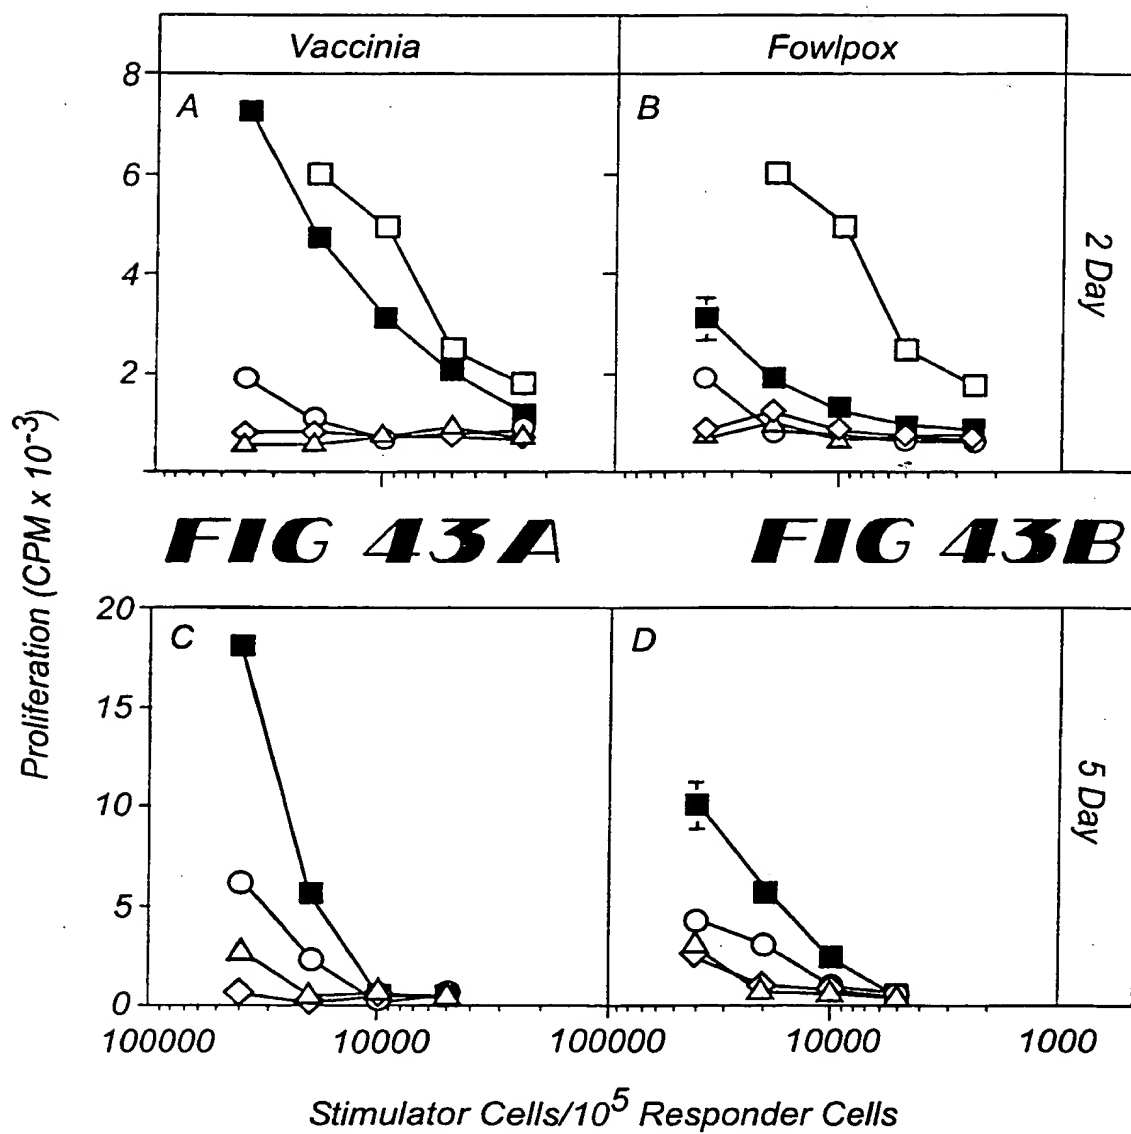 Vaccinia
Fowlpox
8
6
4
2
A
B
2 Day
FIG 43A
FIG 43B
Proliferation (CPM x 10-3)
20
15
10
5
0
C
D
5 Day
100000
10000
100000
10000
1000
Stimulator Cells/105 Responder Cells